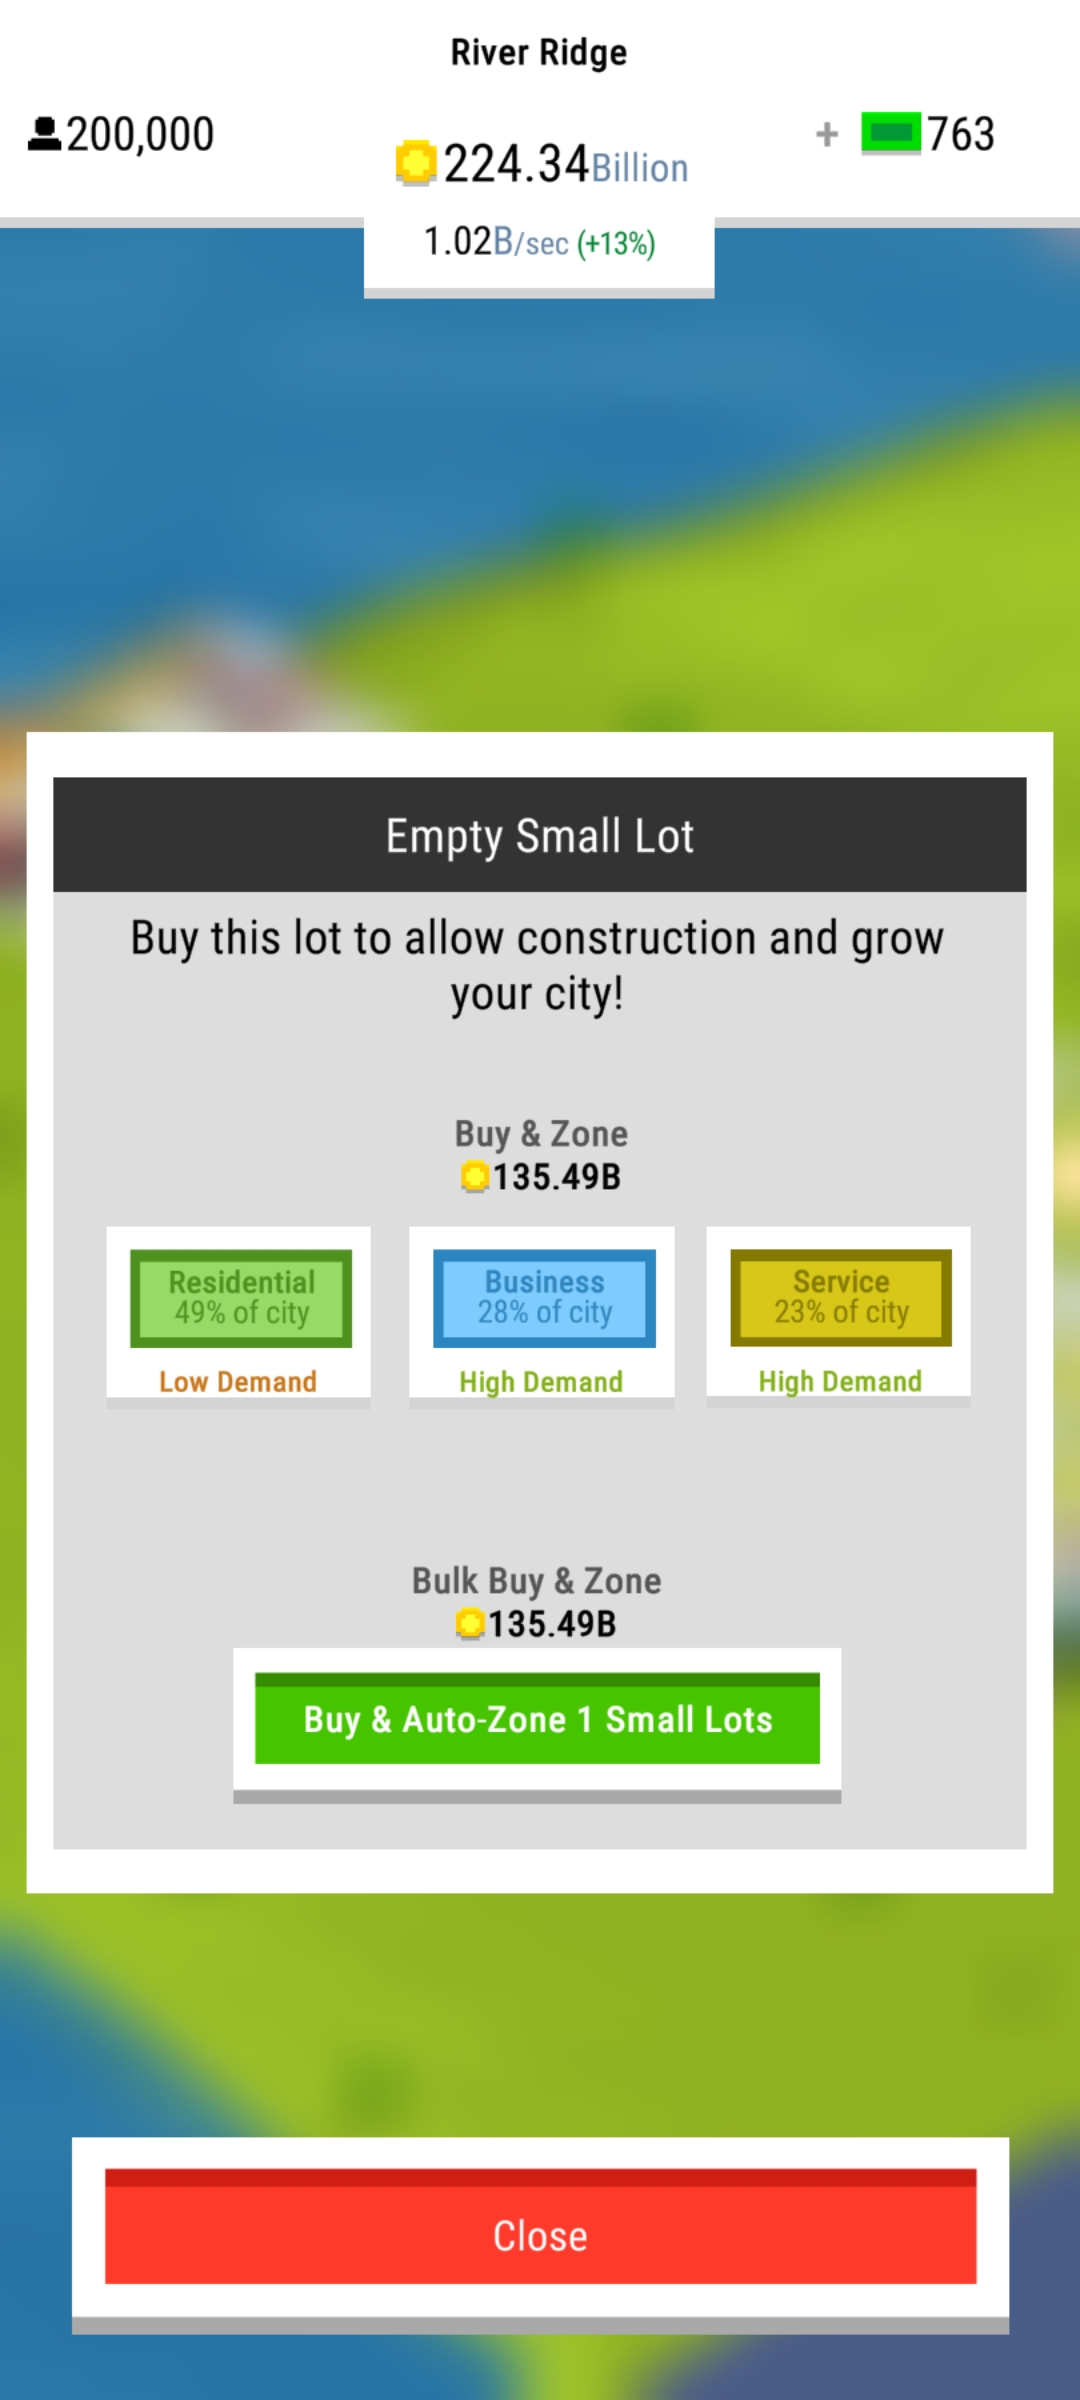 River Ridge
200,000
224.34Billion
+ 763
1.02B/sec (+13%)
Empty Small Lot
Buy this lot to allow construction and grow
your city!
Buy & Zone
135.49B
Residential
49% of city
Low Demand
Business
28% of city
High Demand
Service
23% of city
High Demand
Bulk Buy & Zone
135.49B
Buy & Auto-Zone 1 Small Lots
Close